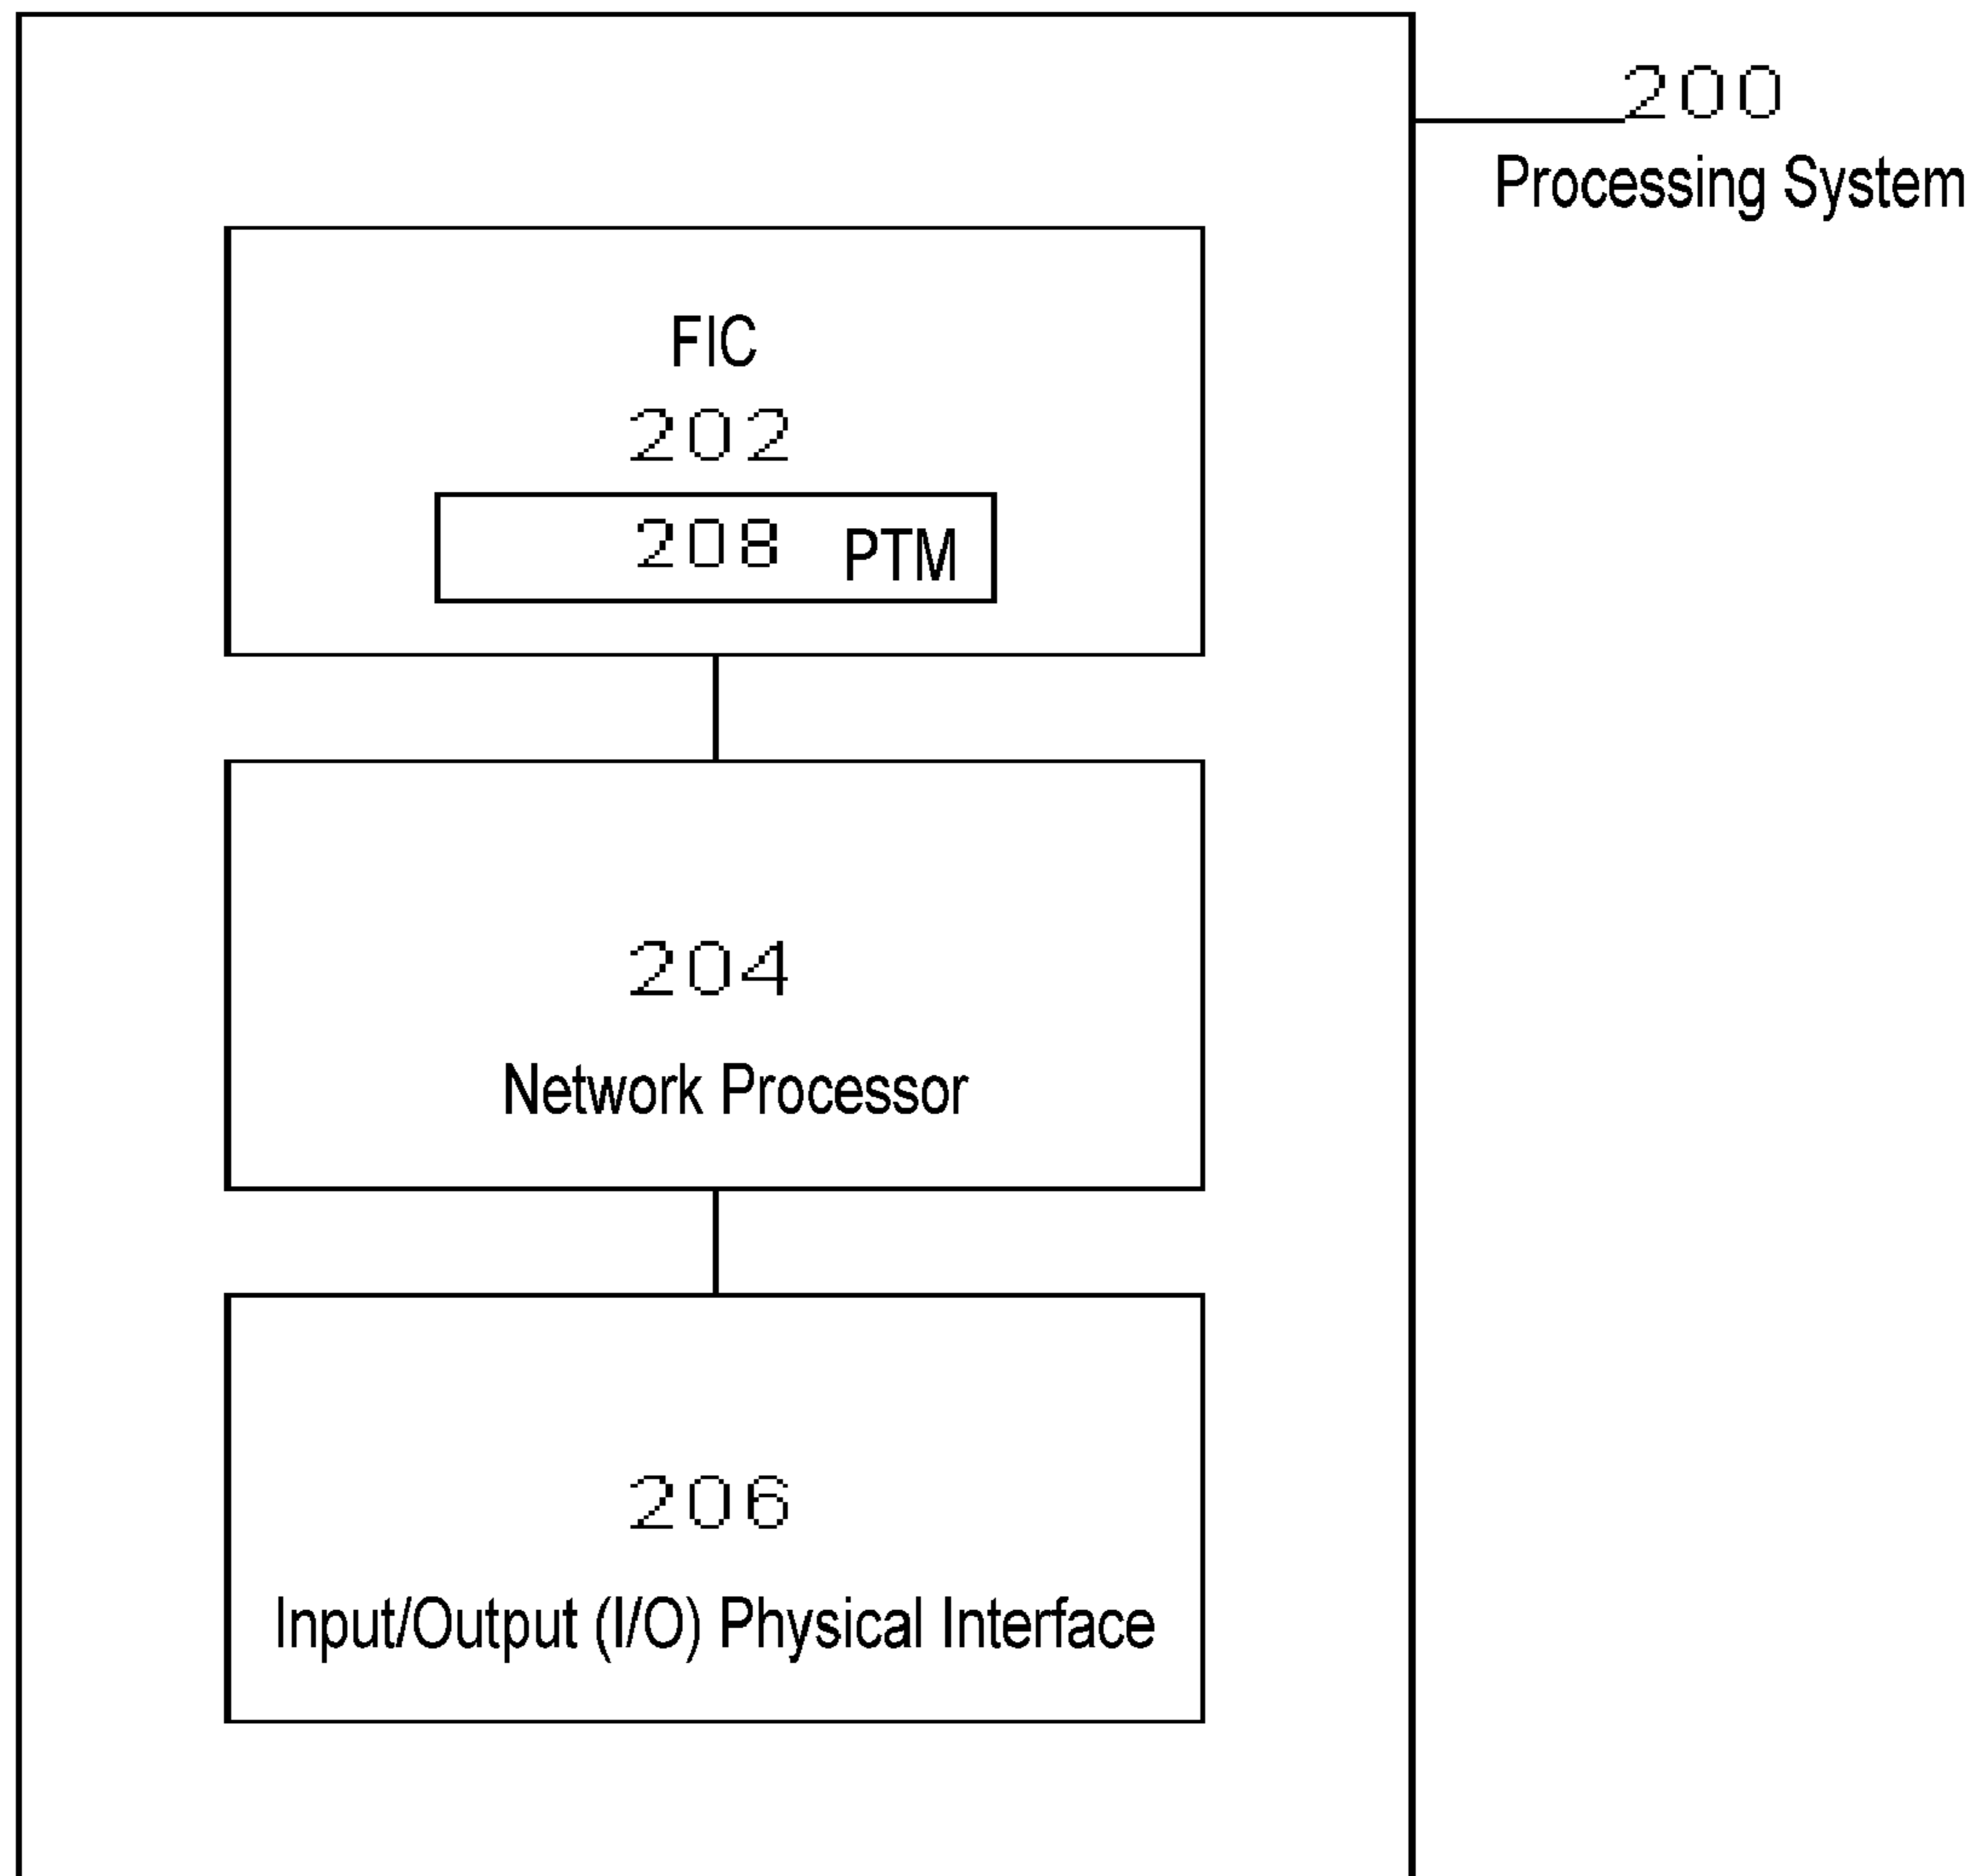 200
Processing System
FIC
202
208 PTM
204
Network Processor
206
Input/Output (I/O) Physical Interface